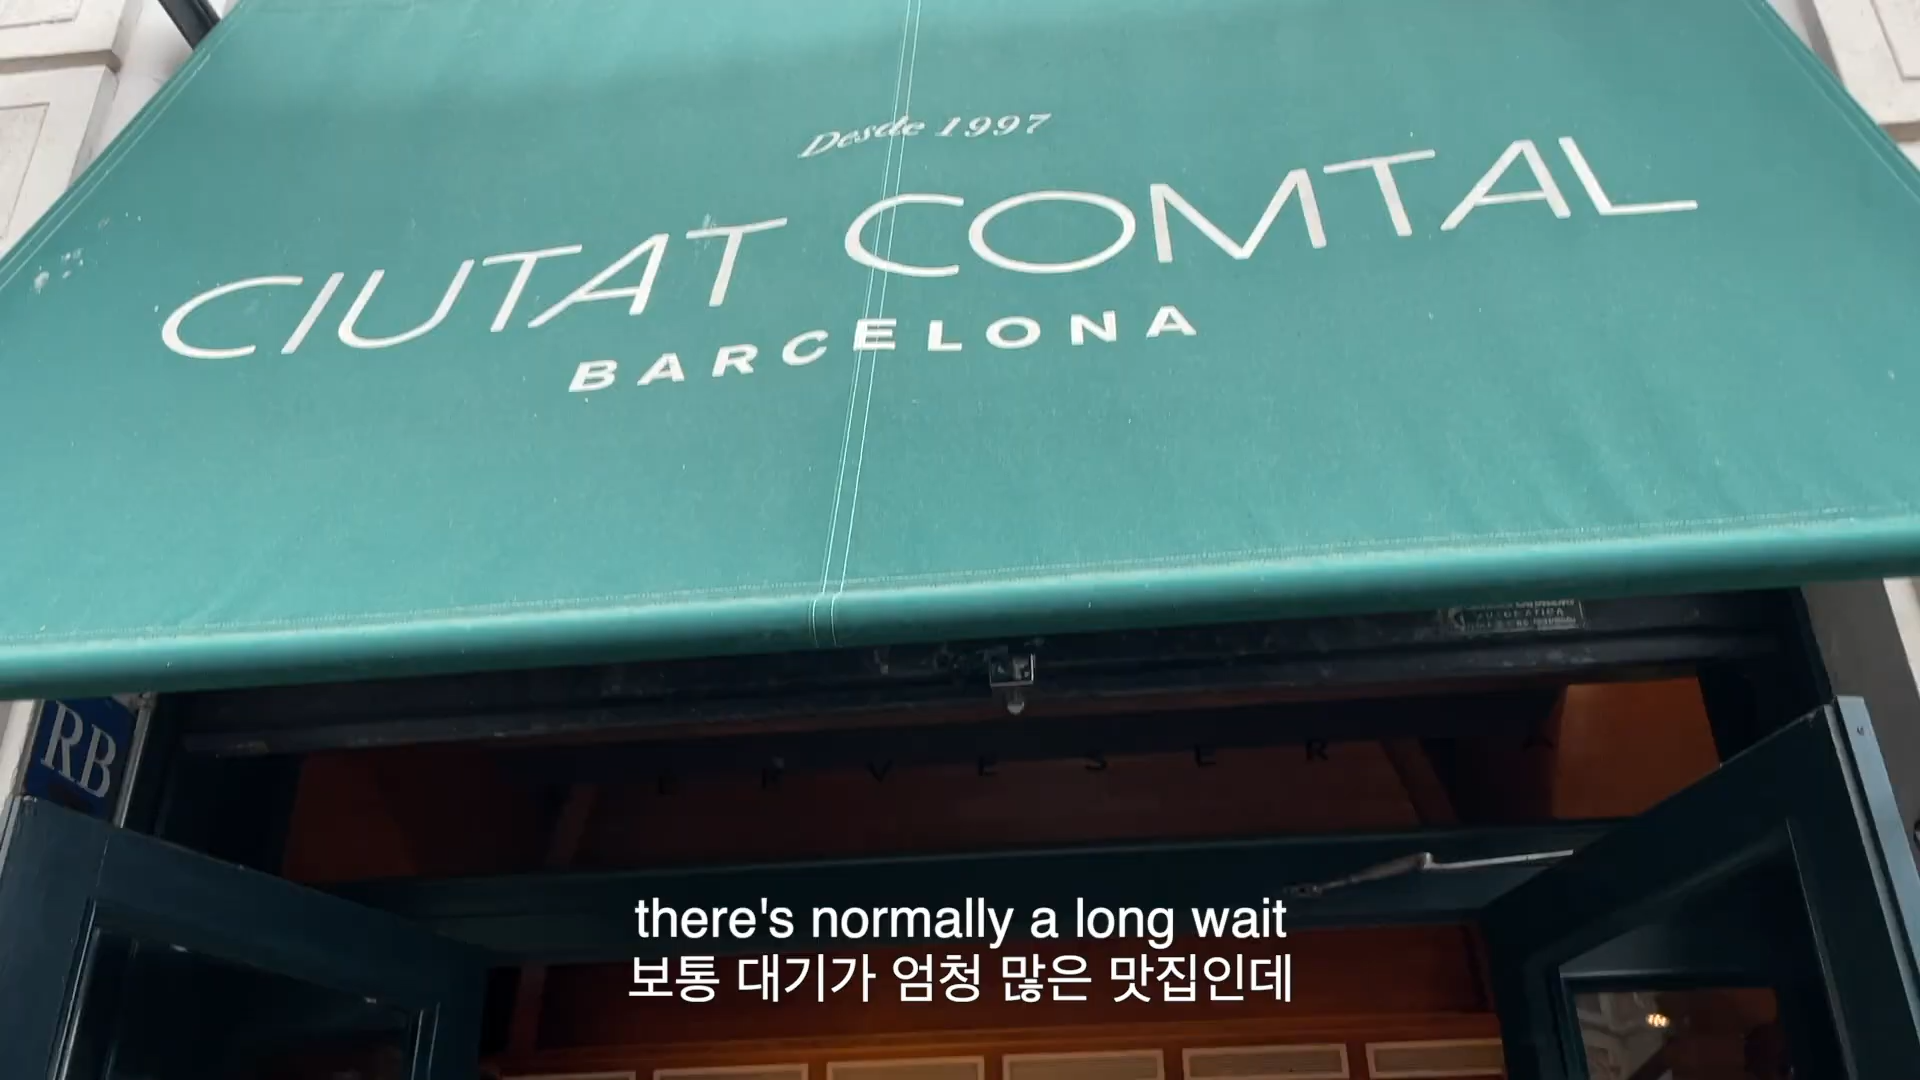 Desde 1997
CIUTAT COMTAL
BARCELONA
RB
there's normally a long wait
보통 대기가 엄청 많은 맛집인데